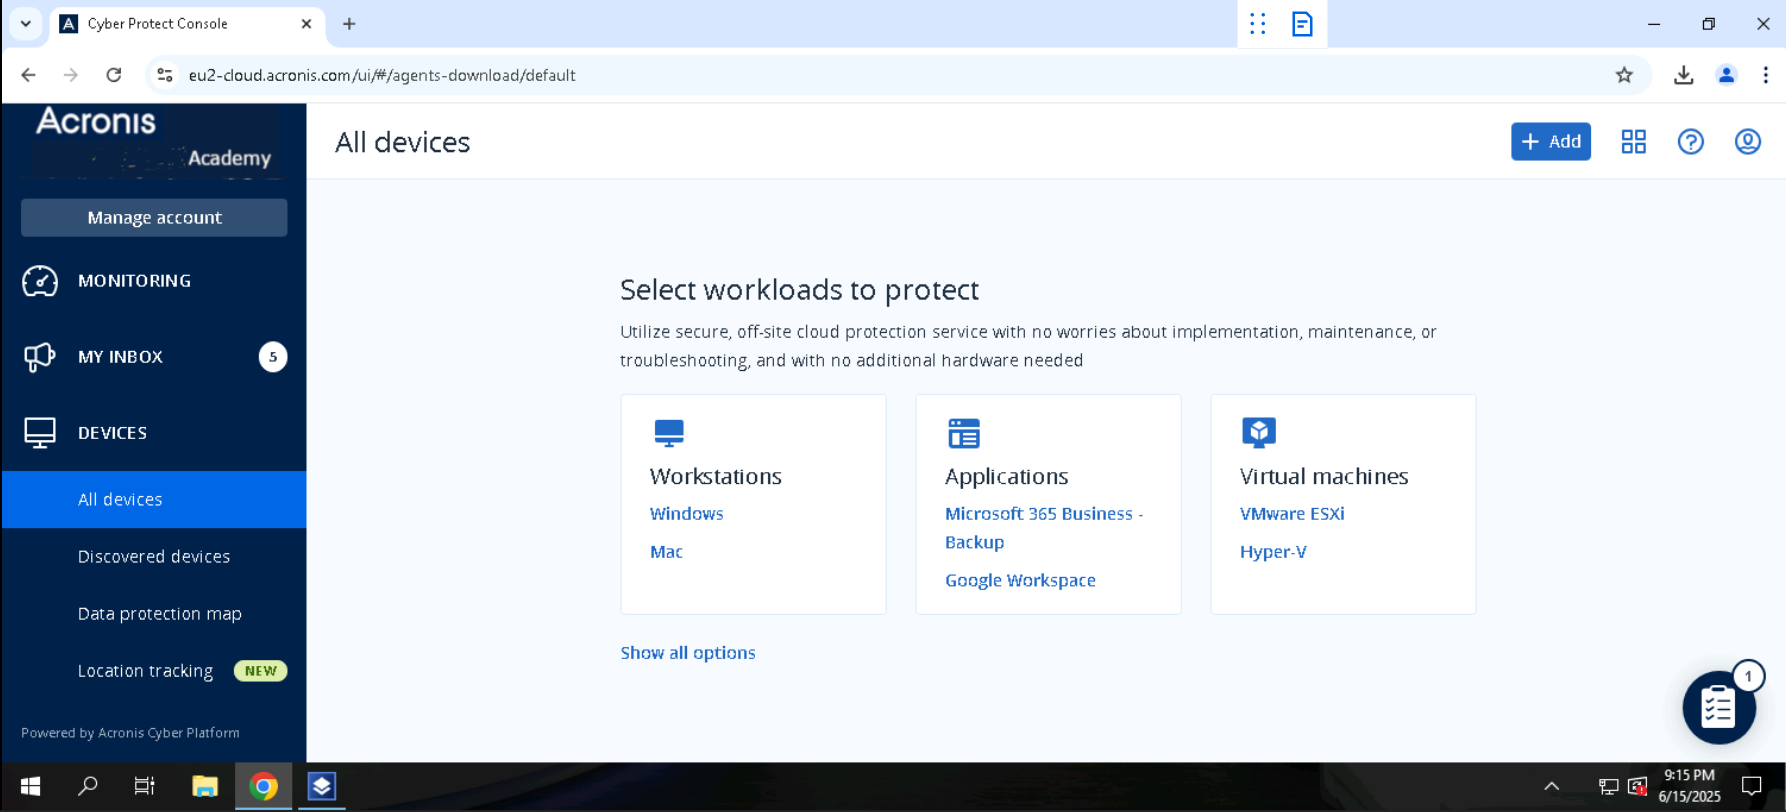 Cyber Protect Console
eu2-cloud.acronis.com/ui/#/agents-download/default
Acronis
Academy
Manage account
MONITORING
MY INBOX
5
DEVICES
All devices
Discovered devices
Data protection map
Location tracking
NEW
Powered by Acronis Cyber Platform
All devices
+ Add
Select workloads to protect
Utilize secure, off-site cloud protection service with no worries about implementation, maintenance, or
troubleshooting, and with no additional hardware needed
Workstations
Windows
Mac
Applications
Microsoft 365 Business -
Backup
Google Workspace
Virtual machines
VMware ESXi
Hyper-V
Show all options
1
9:15 PM
6/15/2025